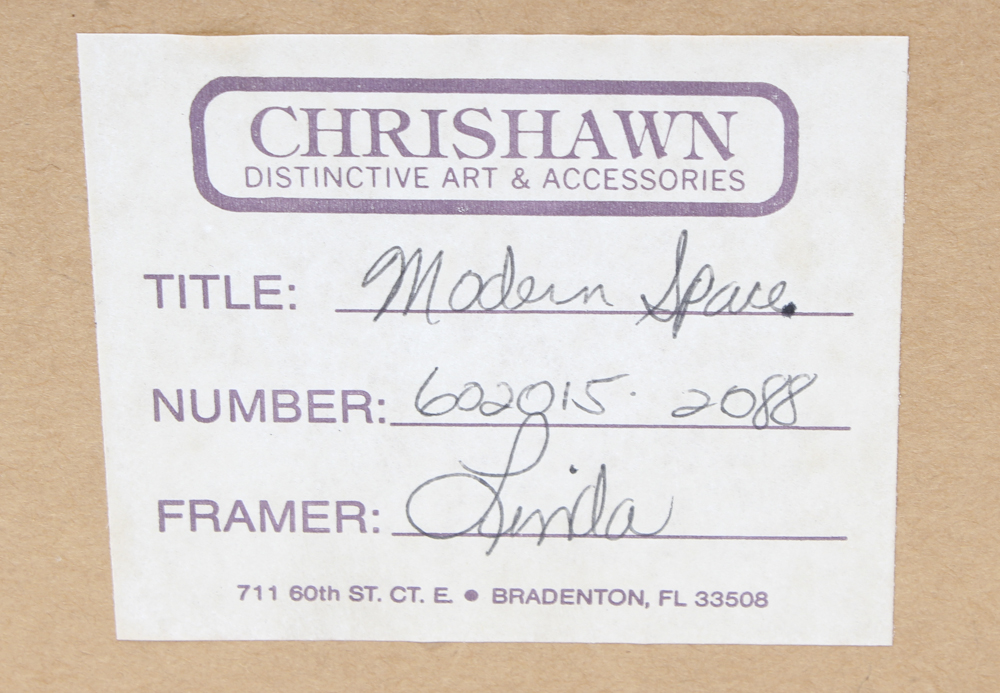 CHRISHAWN
DISTINCTIVE ART & ACCESSORIES
TITLE: Modern Space.
NUMBER: 602015 · 2088
FRAMER: Linda
711 60th ST. CT. E. • BRADENTON, FL 33508